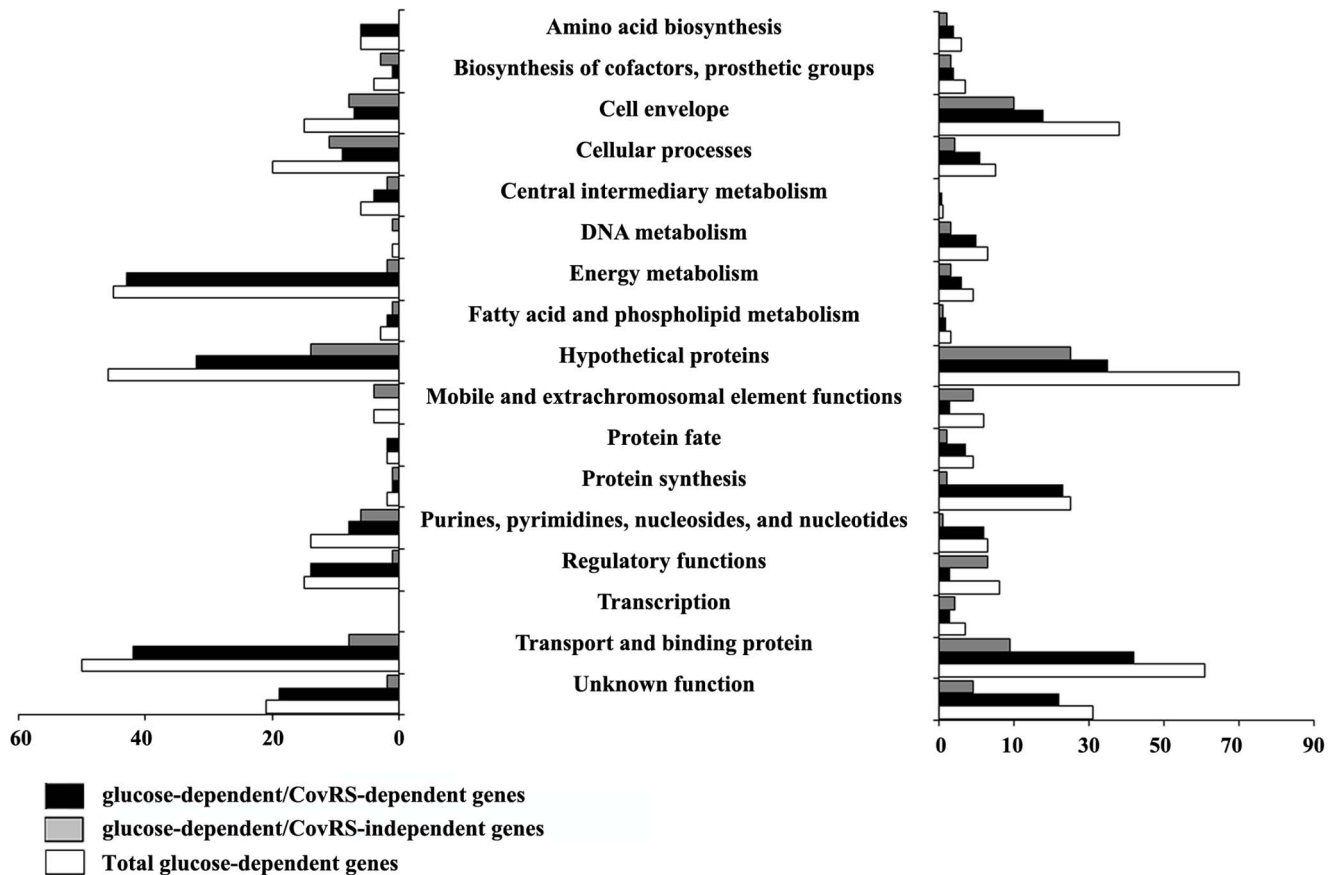 Amino acid biosynthesis
Biosynthesis of cofactors, prosthetic groups
Cell envelope
Cellular processes
Central intermediary metabolism
DNA metabolism
Energy metabolism
Fatty acid and phospholipid metabolism
Hypothetical proteins
Mobile and extrachromosomal element functions
Protein fate
Protein synthesis
Purines, pyrimidines, nucleosides, and nucleotides
Regulatory functions
Transcription
Transport and binding protein
Unknown function
60 40 20 0 0 10 30 50 70 90
glucose-dependent/CovRS-dependent genes
glucose-dependent/CovRS-independent genes
Total glucose-dependent genes